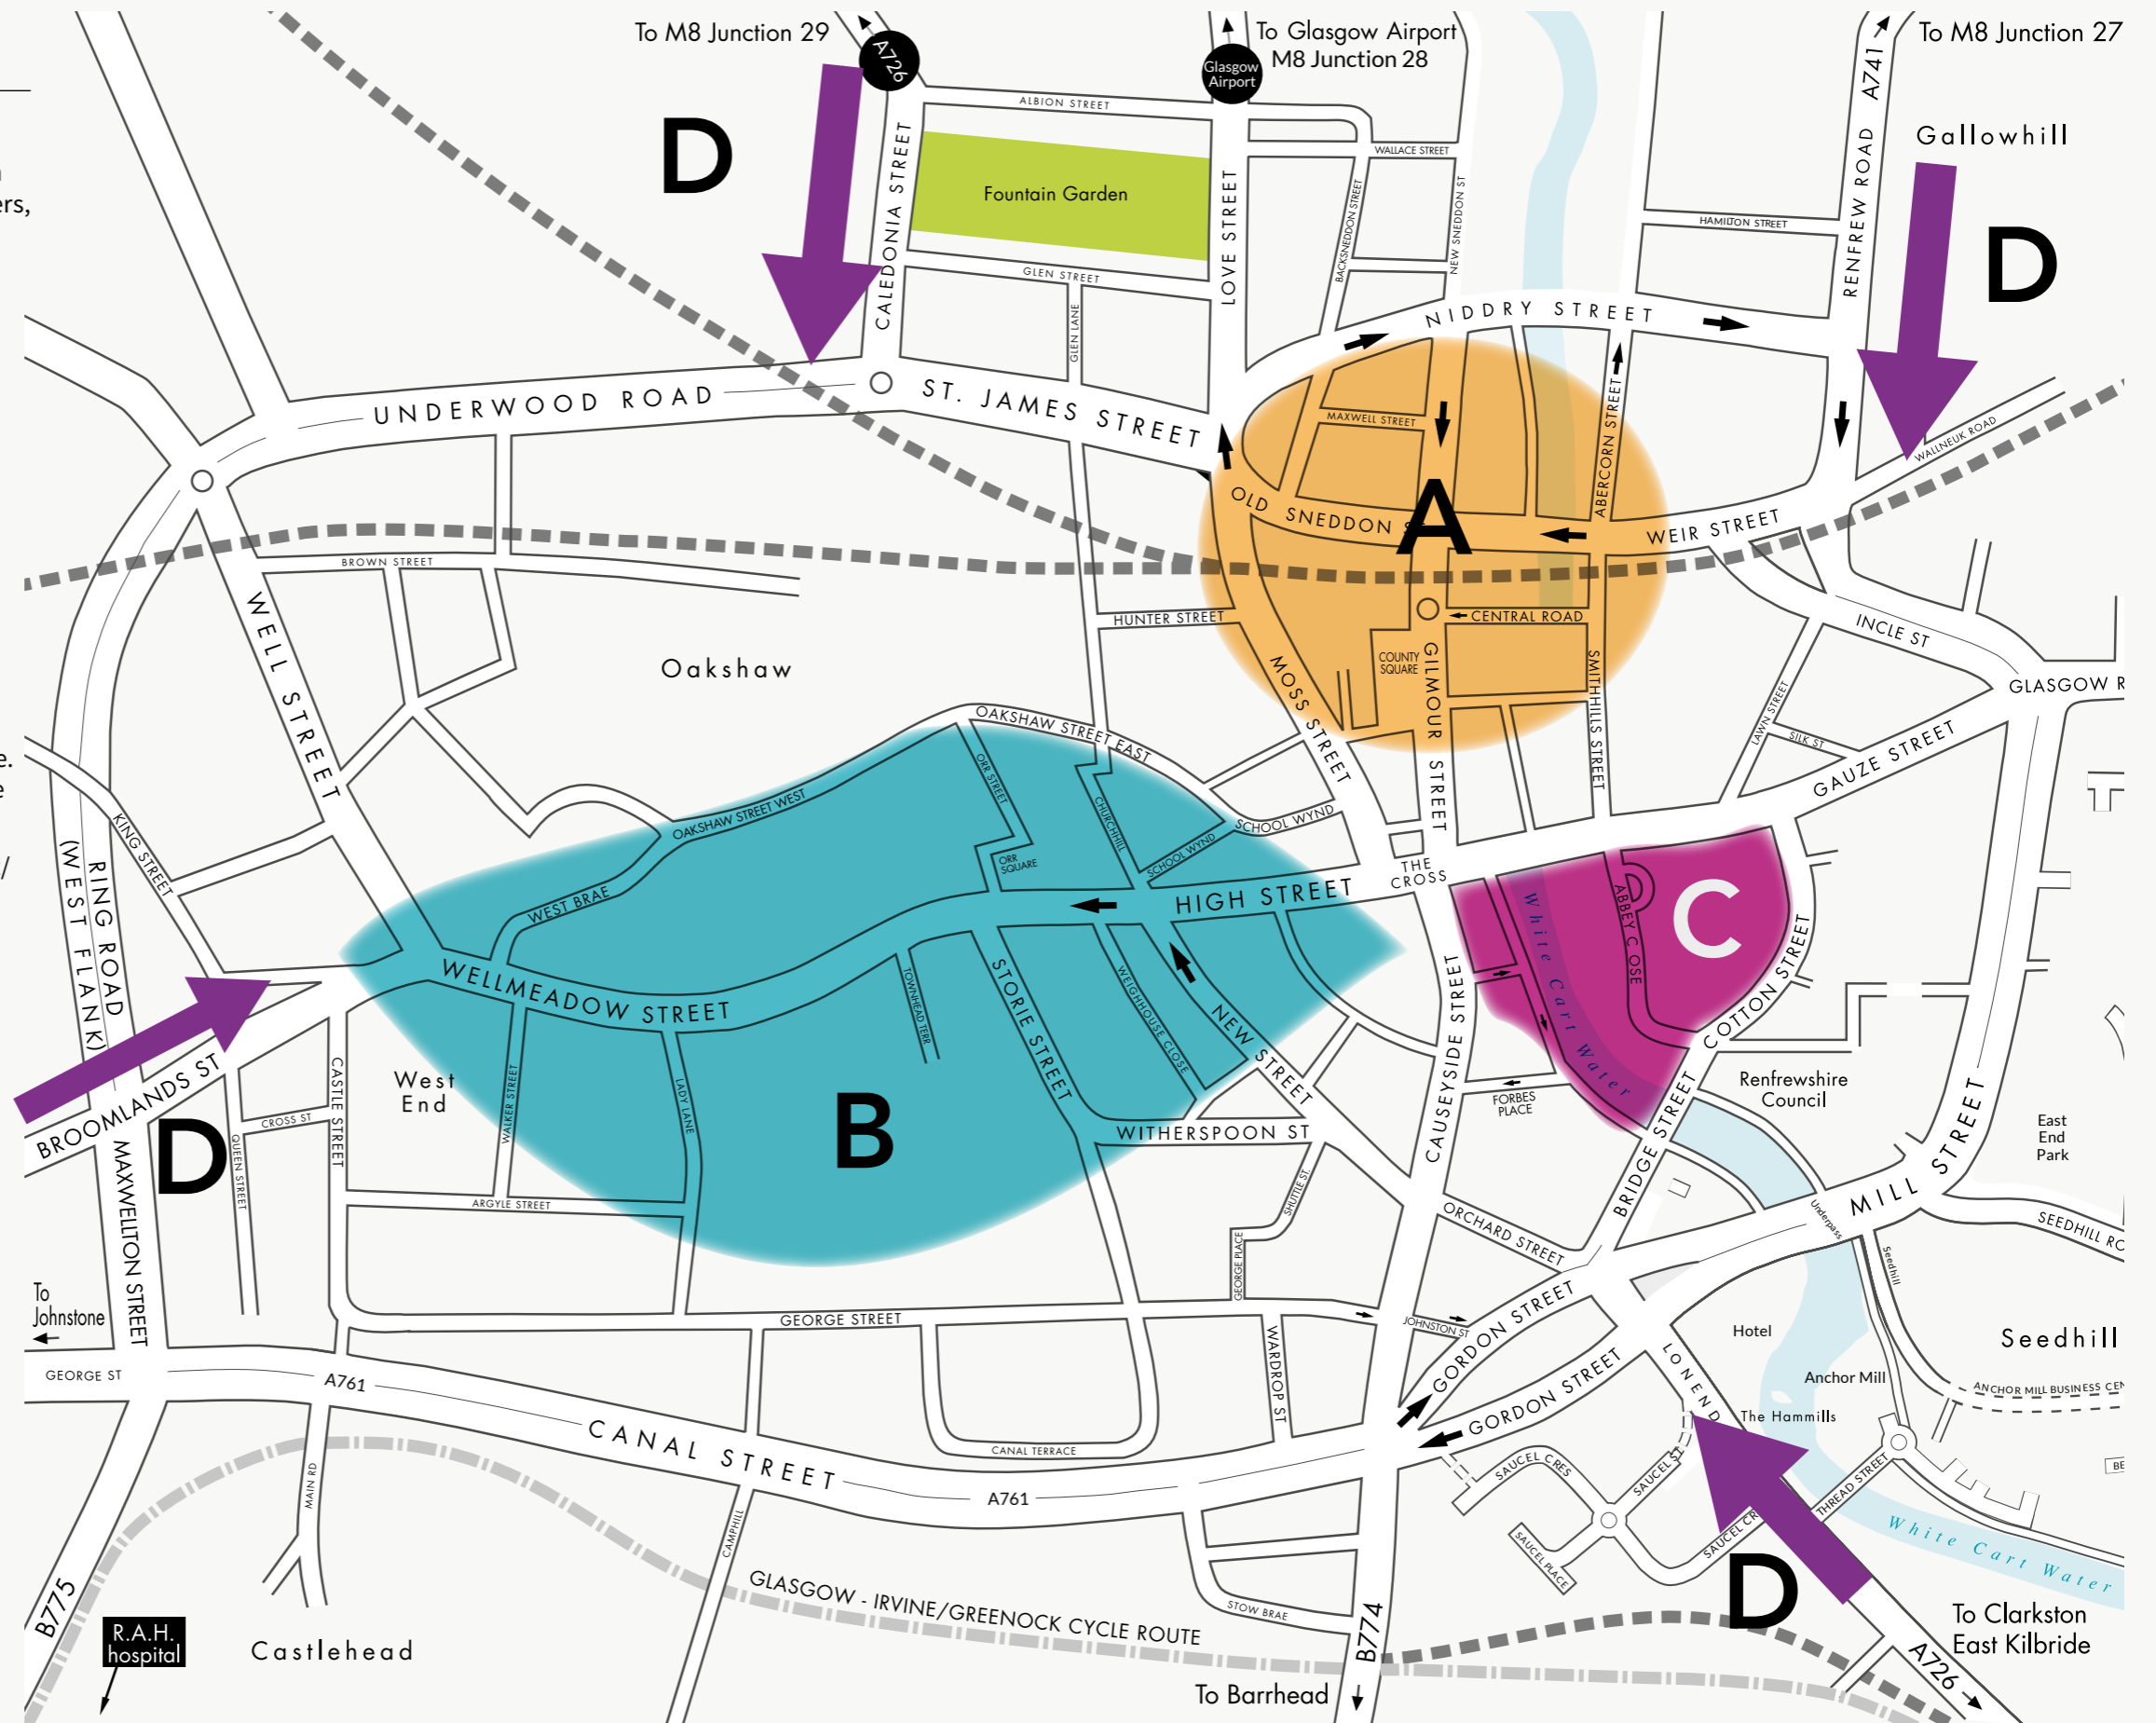 To M8 Junction 29
A726
To Glasgow Airport
M8 Junction 28
Glasgow
Airport
To M8 Junction 27
RENFREW ROAD A741
Gallowhill
ers,
D
ALBION STREET
WALLACE STREET
Fountain Garden
CALEDONIA STREET
LOVE STREET
BACKSNEDDON STREET
NEW SNEDDON ST
HAMILTON STREET
D
GLEN STREET
GLEN LANE
NIDDRY STREET
UNDERWOOD ROAD
ST. JAMES STREET
MAXWELL STREET
ABERCORN STREET
WALLNEUK ROAD
OLD SNEDDON S
A
WEIR STREET
BROWN STREET
WELL STREET
HUNTER STREET
CENTRAL ROAD
INCLE ST
Oakshaw
COUNTY
SQUARE
GILMOUR STREET
MOSS STREET
SMITHHILLS STREET
LAWN STREET
SILK ST
GLASGOW R
GAUZE STREET
OAKSHAW STREET EAST
e.
e
/
ORR STREET
OAKSHAW STREET WEST
CHURCHHILL
SCHOOL WYND
SCHOOL WYND
KING STREET
RING ROAD
(WEST FLANK)
ORR
SQUARE
THE
CROSS
HIGH STREET
WEST BRAE
C
ABBEY C OSE
White Cart Water
COTTON STREET
WELLMEADOW STREET
TOWNHEAD TERR
STORIE STREET
WEIGHHOUSE CLOSE
NEW STREET
CAUSEYSIDE STREET
BROOMLANDS ST
D
CASTLE STREET
West
End
WALKER STREET
LADY LANE
B
FORBES
PLACE
Renfrewshire
Council
CROSS ST
QUEEN STREET
WITHERSPOON ST
BRIDGE STREET
MILL STREET
East
End
Park
MAXWELLTON STREET
ARGYLE STREET
SHUTTLE ST.
ORCHARD STREET
Underpass
SEEDHILL RO
Seedhill
GEORGE PLACE
To
Johnstone
GEORGE STREET
JOHNSTON ST
GORDON STREET
Hotel
Seedhill
GEORGE ST
A761
WARDROP ST
GORDON STREET
LONEND
Anchor Mill
ANCHOR MILL BUSINESS CEN
The Hammills
CANAL STREET
CANAL TERRACE
SAUCEL CRES
SAUCEL ST
MAIN RD
A761
THREAD STREET
BE
CAMPHILL
SAUCEL PLACE
SAUCEL CR
White Cart Water
D
B775
GLASGOW - IRVINE/GREENOCK CYCLE ROUTE
STOW BRAE
R.A.H.
hospital
Castlehead
B774
To Clarkston
East Kilbride
A726
To Barrhead